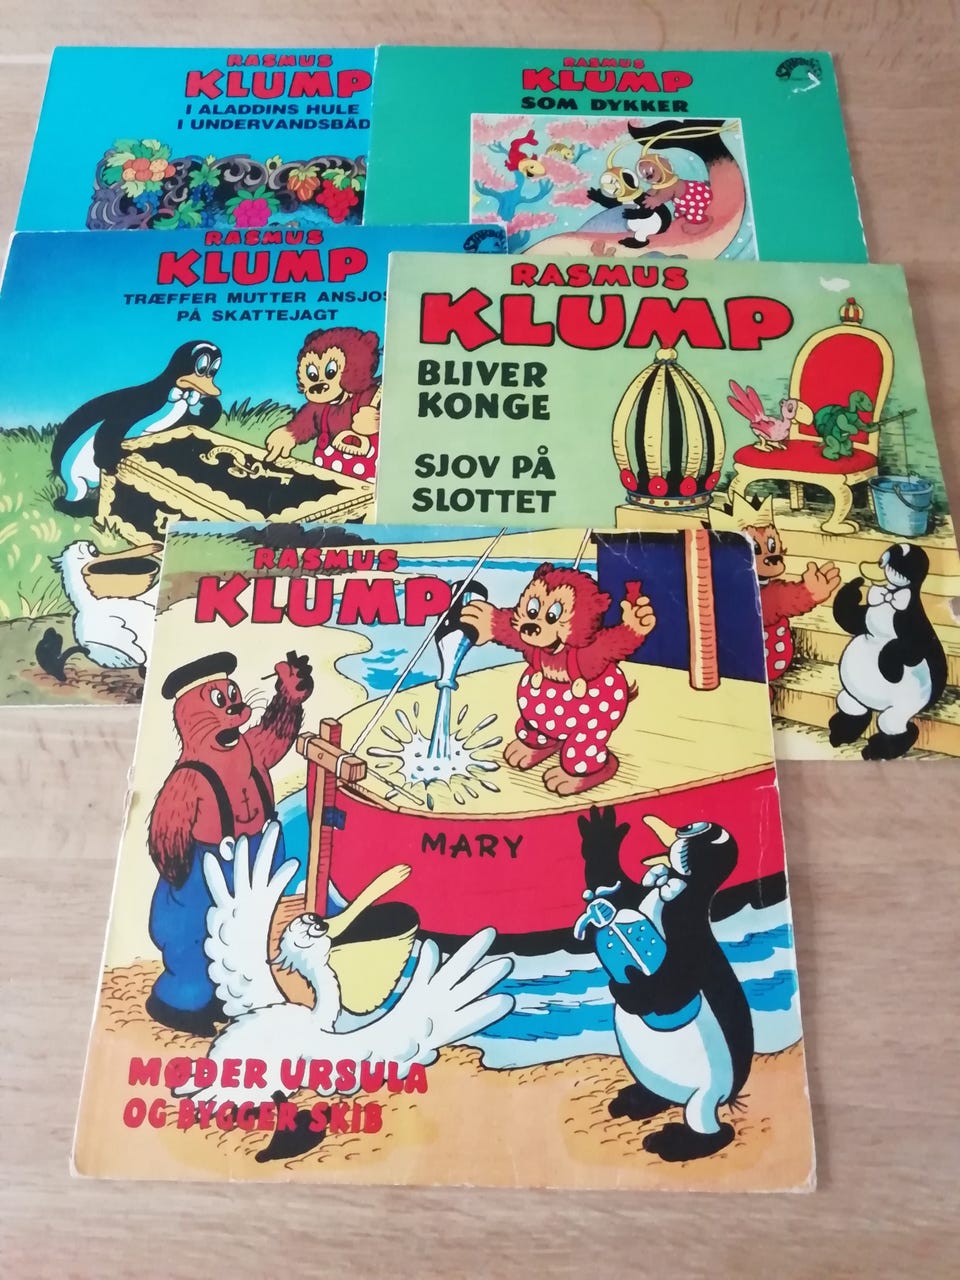 RASMUS
KLUMP
I ALADDINS HULE
I UNDERVANDSBÅD
RASMUS
KLUMP
SOM DYKKER
RASMUS
KLUMP
TRÆFFER MUTTER ANSJOS
PÅ SKATTEJAGT
RASMUS
KLUMP
BLIVER
KONGE
SJOV PÅ
SLOTTET
RASMUS
KLUMP
MARY
MØDER URSULA
OG BYGGER SKIB